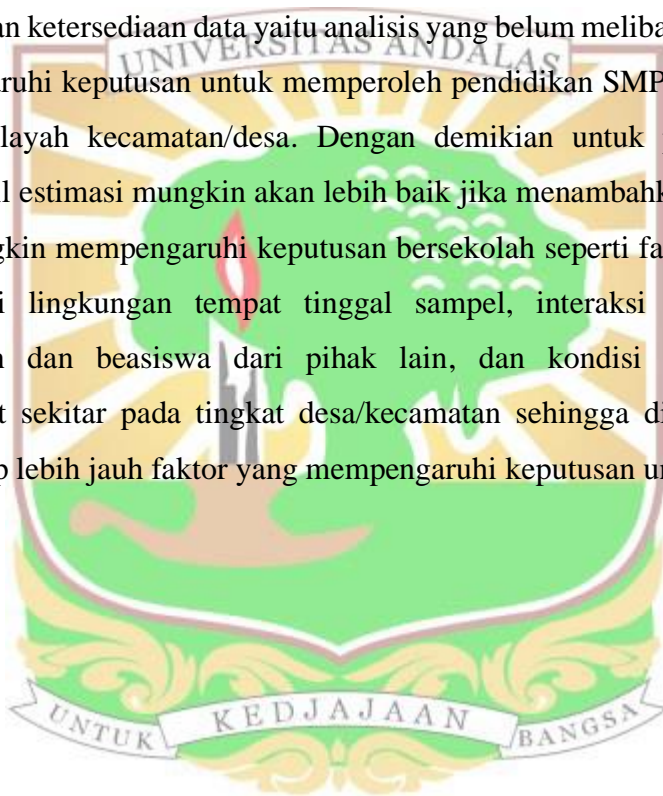 an ketersediaan data yaitu analisis yang belum meliba
UNIVERSITAS ANDALAS
ruhi keputusan untuk memperoleh pendidikan SMP
layah kecamatan/desa. Dengan demikian untuk
l estimasi mungkin akan lebih baik jika menambahk
gkin mempengaruhi keputusan bersekolah seperti fa
i lingkungan tempat tinggal sampel, interaksi
n dan beasiswa dari pihak lain, dan kondisi
t sekitar pada tingkat desa/kecamatan sehingga di
p lebih jauh faktor yang mempengaruhi keputusan u
UNTUK KEDJAJAAN BANGSA